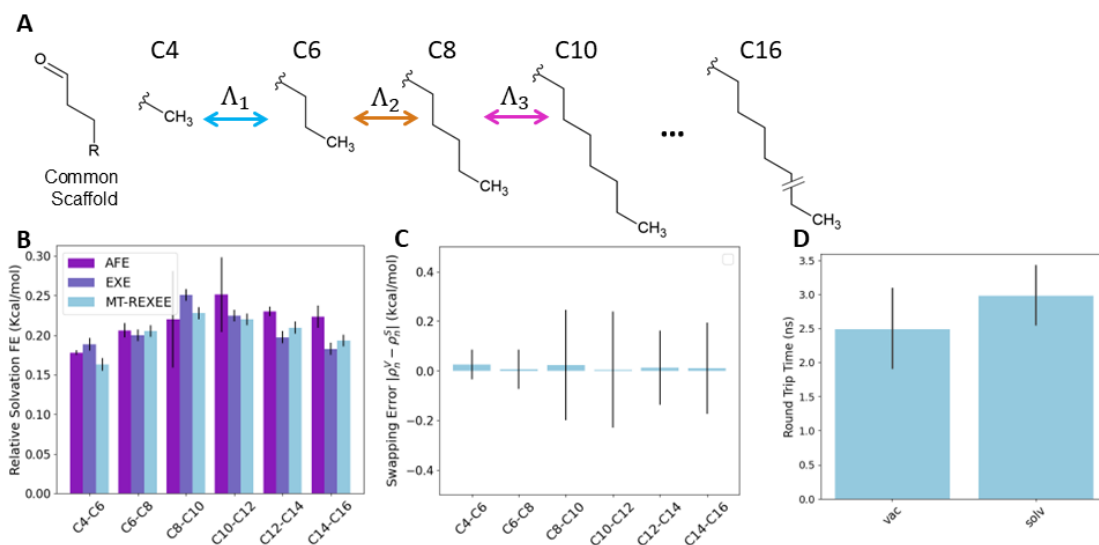 A
C4
C6
C8
C10
C16
O
R
Common
Scaffold
CH3
Λ1
CH3
Λ2
CH3
Λ3
CH3
...
CH3
B
Relative Solvation FE (Kcal/mol)
0.30
0.25
0.20
0.15
0.10
0.05
0.00
AFE
EXE
MT-REXEE
C4-C6
C6-C8
C8-C10
C10-C12
C12-C14
C14-C16
C
Swapping Error |ρₙⱽ − ρₙˢ| (kcal/mol)
0.4
0.2
0.0
−0.2
−0.4
C4-C6
C6-C8
C8-C10
C10-C12
C12-C14
C14-C16
D
Round Trip Time (ns)
3.5
3.0
2.5
2.0
1.5
1.0
0.5
0.0
vac
solv